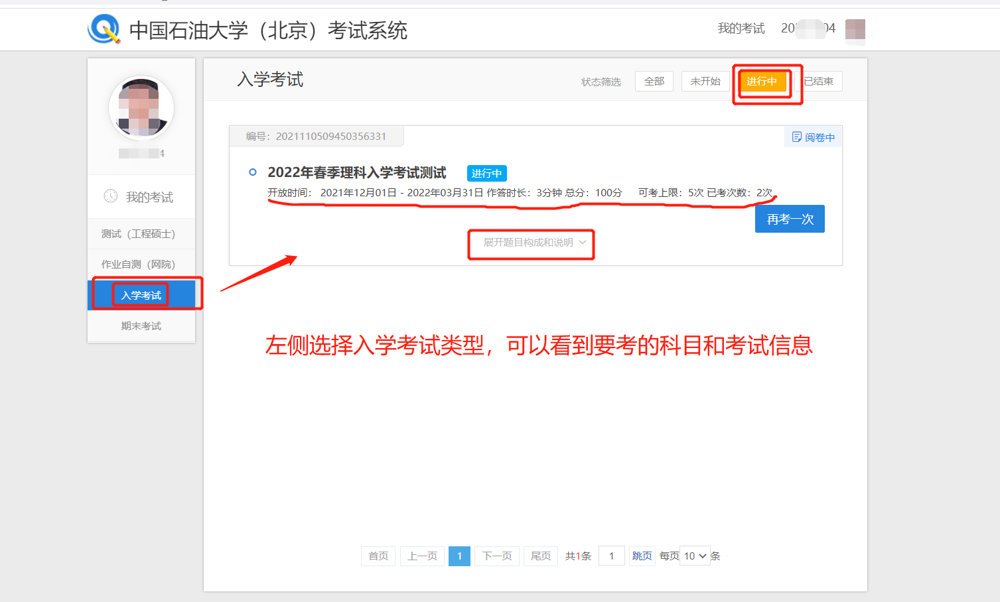 中国石油大学（北京）考试系统
我的考试 20 04
4
我的考试
测试（工程硕士）
作业自测（网院）
入学考试
期末考试
入学考试
状态筛选 全部 未开始 进行中 已结束
编号：2021110509450356331
阅卷中
2022年春季理科入学考试测试 进行中
开放时间： 2021年12月01日 - 2022年03月31日 作答时长：3分钟 总分：100分 可考上限：5次 已考次数：2次
再考一次
展开题目构成和说明
左侧选择入学考试类型，可以看到要考的科目和考试信息
首页 上一页 1 下一页 尾页 共1条 1 跳页 每页 10 条